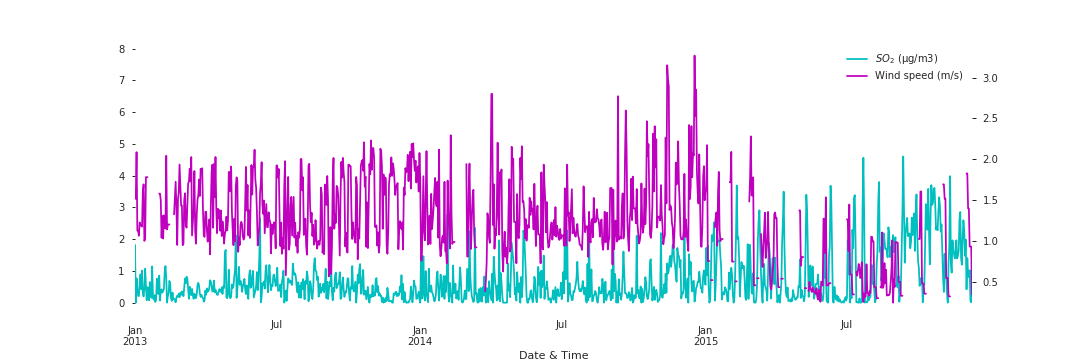 8
7
6
5
4
3
2
1
0
SO₂ (µg/m3)
Wind speed (m/s)
3.0
2.5
2.0
1.5
1.0
0.5
Jan
2013
Jul
Jan
2014
Jul
Jan
2015
Jul
Date & Time